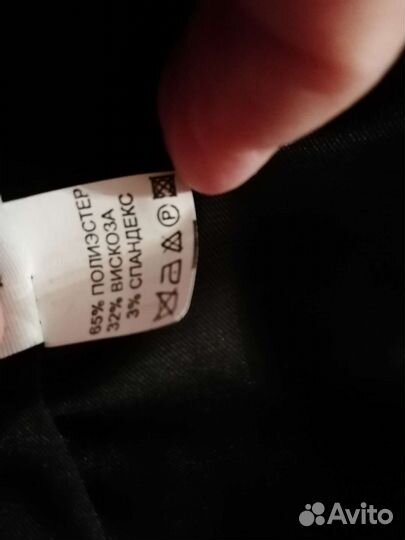 65% ПОЛИЭСТЕР
32% ВИСКОЗА
3% СПАНДЕКС
P
Avito